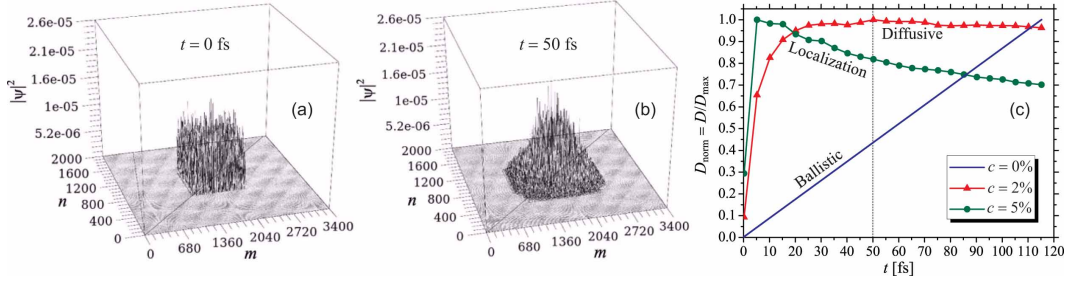 2.6e-05
2.1e-05
1.6e-05
1e-05
5.2e-06
2000
1600
1200
800
400
0
|ψ|²
t = 0 fs
(a)
n
0
680
1360
2040
2720
3400
m
2.6e-05
2.1e-05
1.6e-05
1e-05
5.2e-06
2000
1600
1200
800
400
0
|ψ|²
t = 50 fs
(b)
n
0
680
1360
2040
2720
3400
m
D_norm = D/D_max
1.0
0.9
0.8
0.7
0.6
0.5
0.4
0.3
0.2
0.1
0.0
Diffusive
Localization
Ballistic
(c)
c = 0%
c = 2%
c = 5%
0 10 20 30 40 50 60 70 80 90 100 110 120
t [fs]